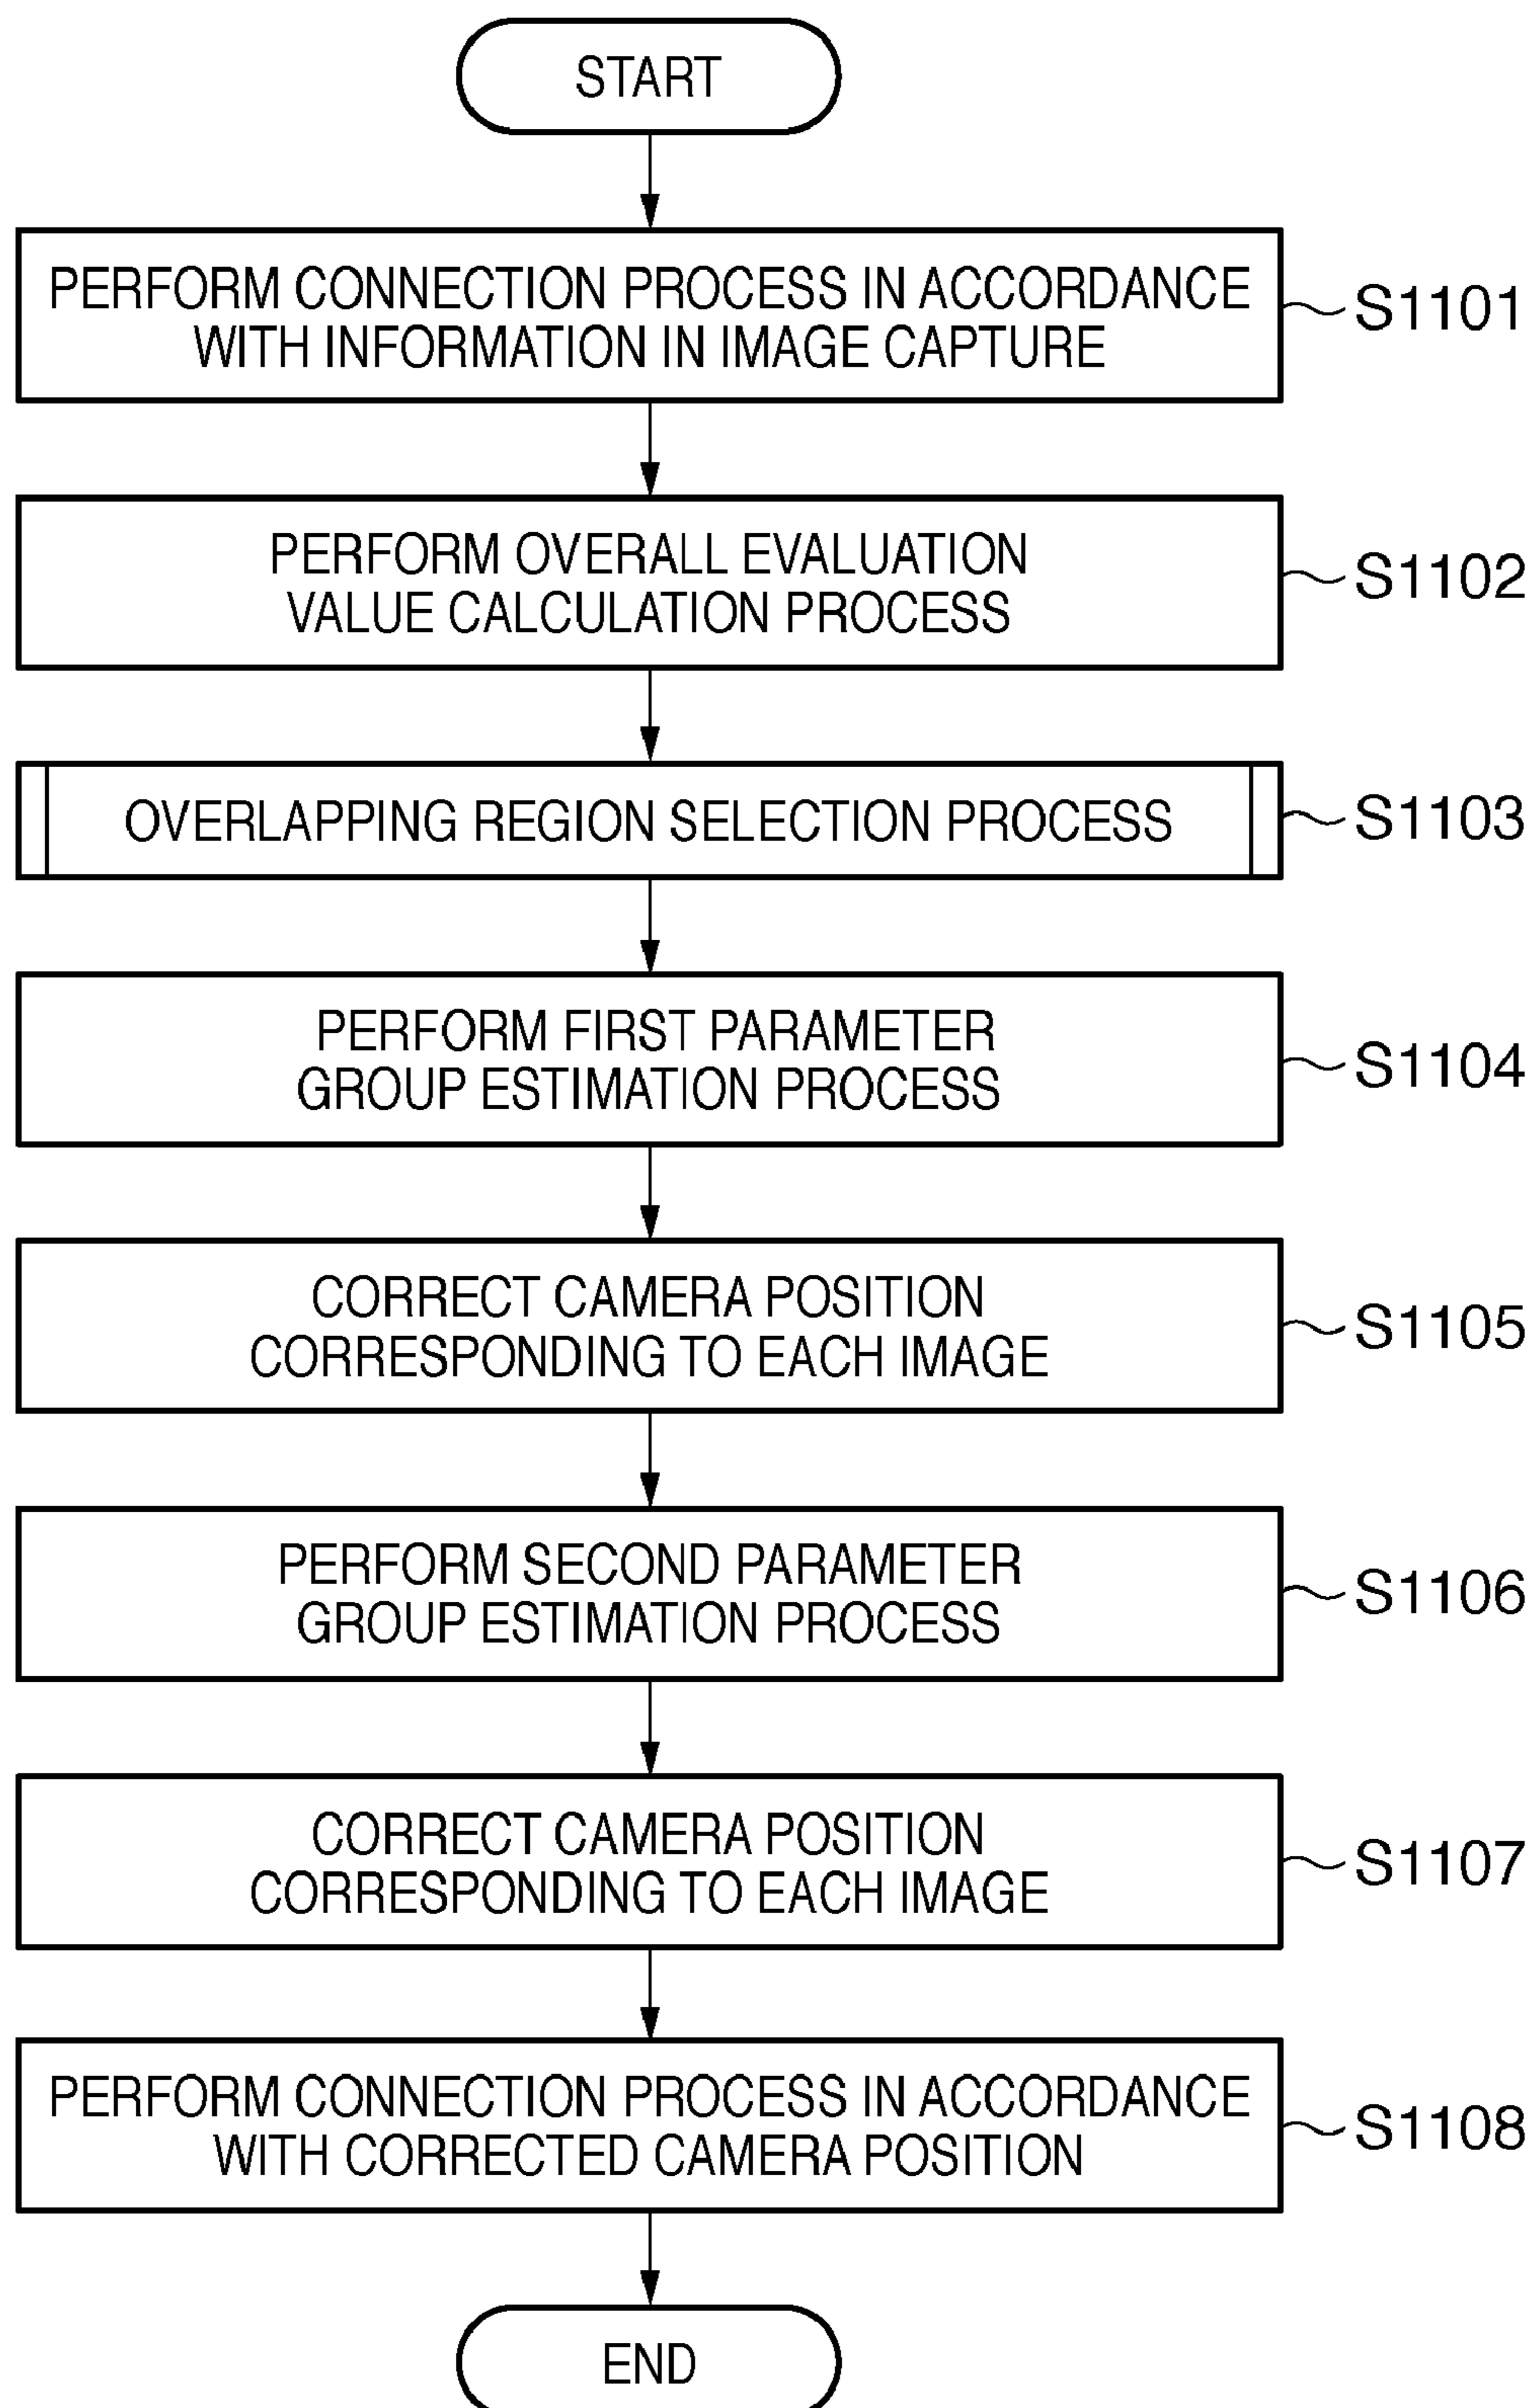 START
PERFORM CONNECTION PROCESS IN ACCORDANCE
WITH INFORMATION IN IMAGE CAPTURE
S1101
PERFORM OVERALL EVALUATION
VALUE CALCULATION PROCESS
S1102
OVERLAPPING REGION SELECTION PROCESS
S1103
PERFORM FIRST PARAMETER
GROUP ESTIMATION PROCESS
S1104
CORRECT CAMERA POSITION
CORRESPONDING TO EACH IMAGE
S1105
PERFORM SECOND PARAMETER
GROUP ESTIMATION PROCESS
S1106
CORRECT CAMERA POSITION
CORRESPONDING TO EACH IMAGE
S1107
PERFORM CONNECTION PROCESS IN ACCORDANCE
WITH CORRECTED CAMERA POSITION
S1108
END